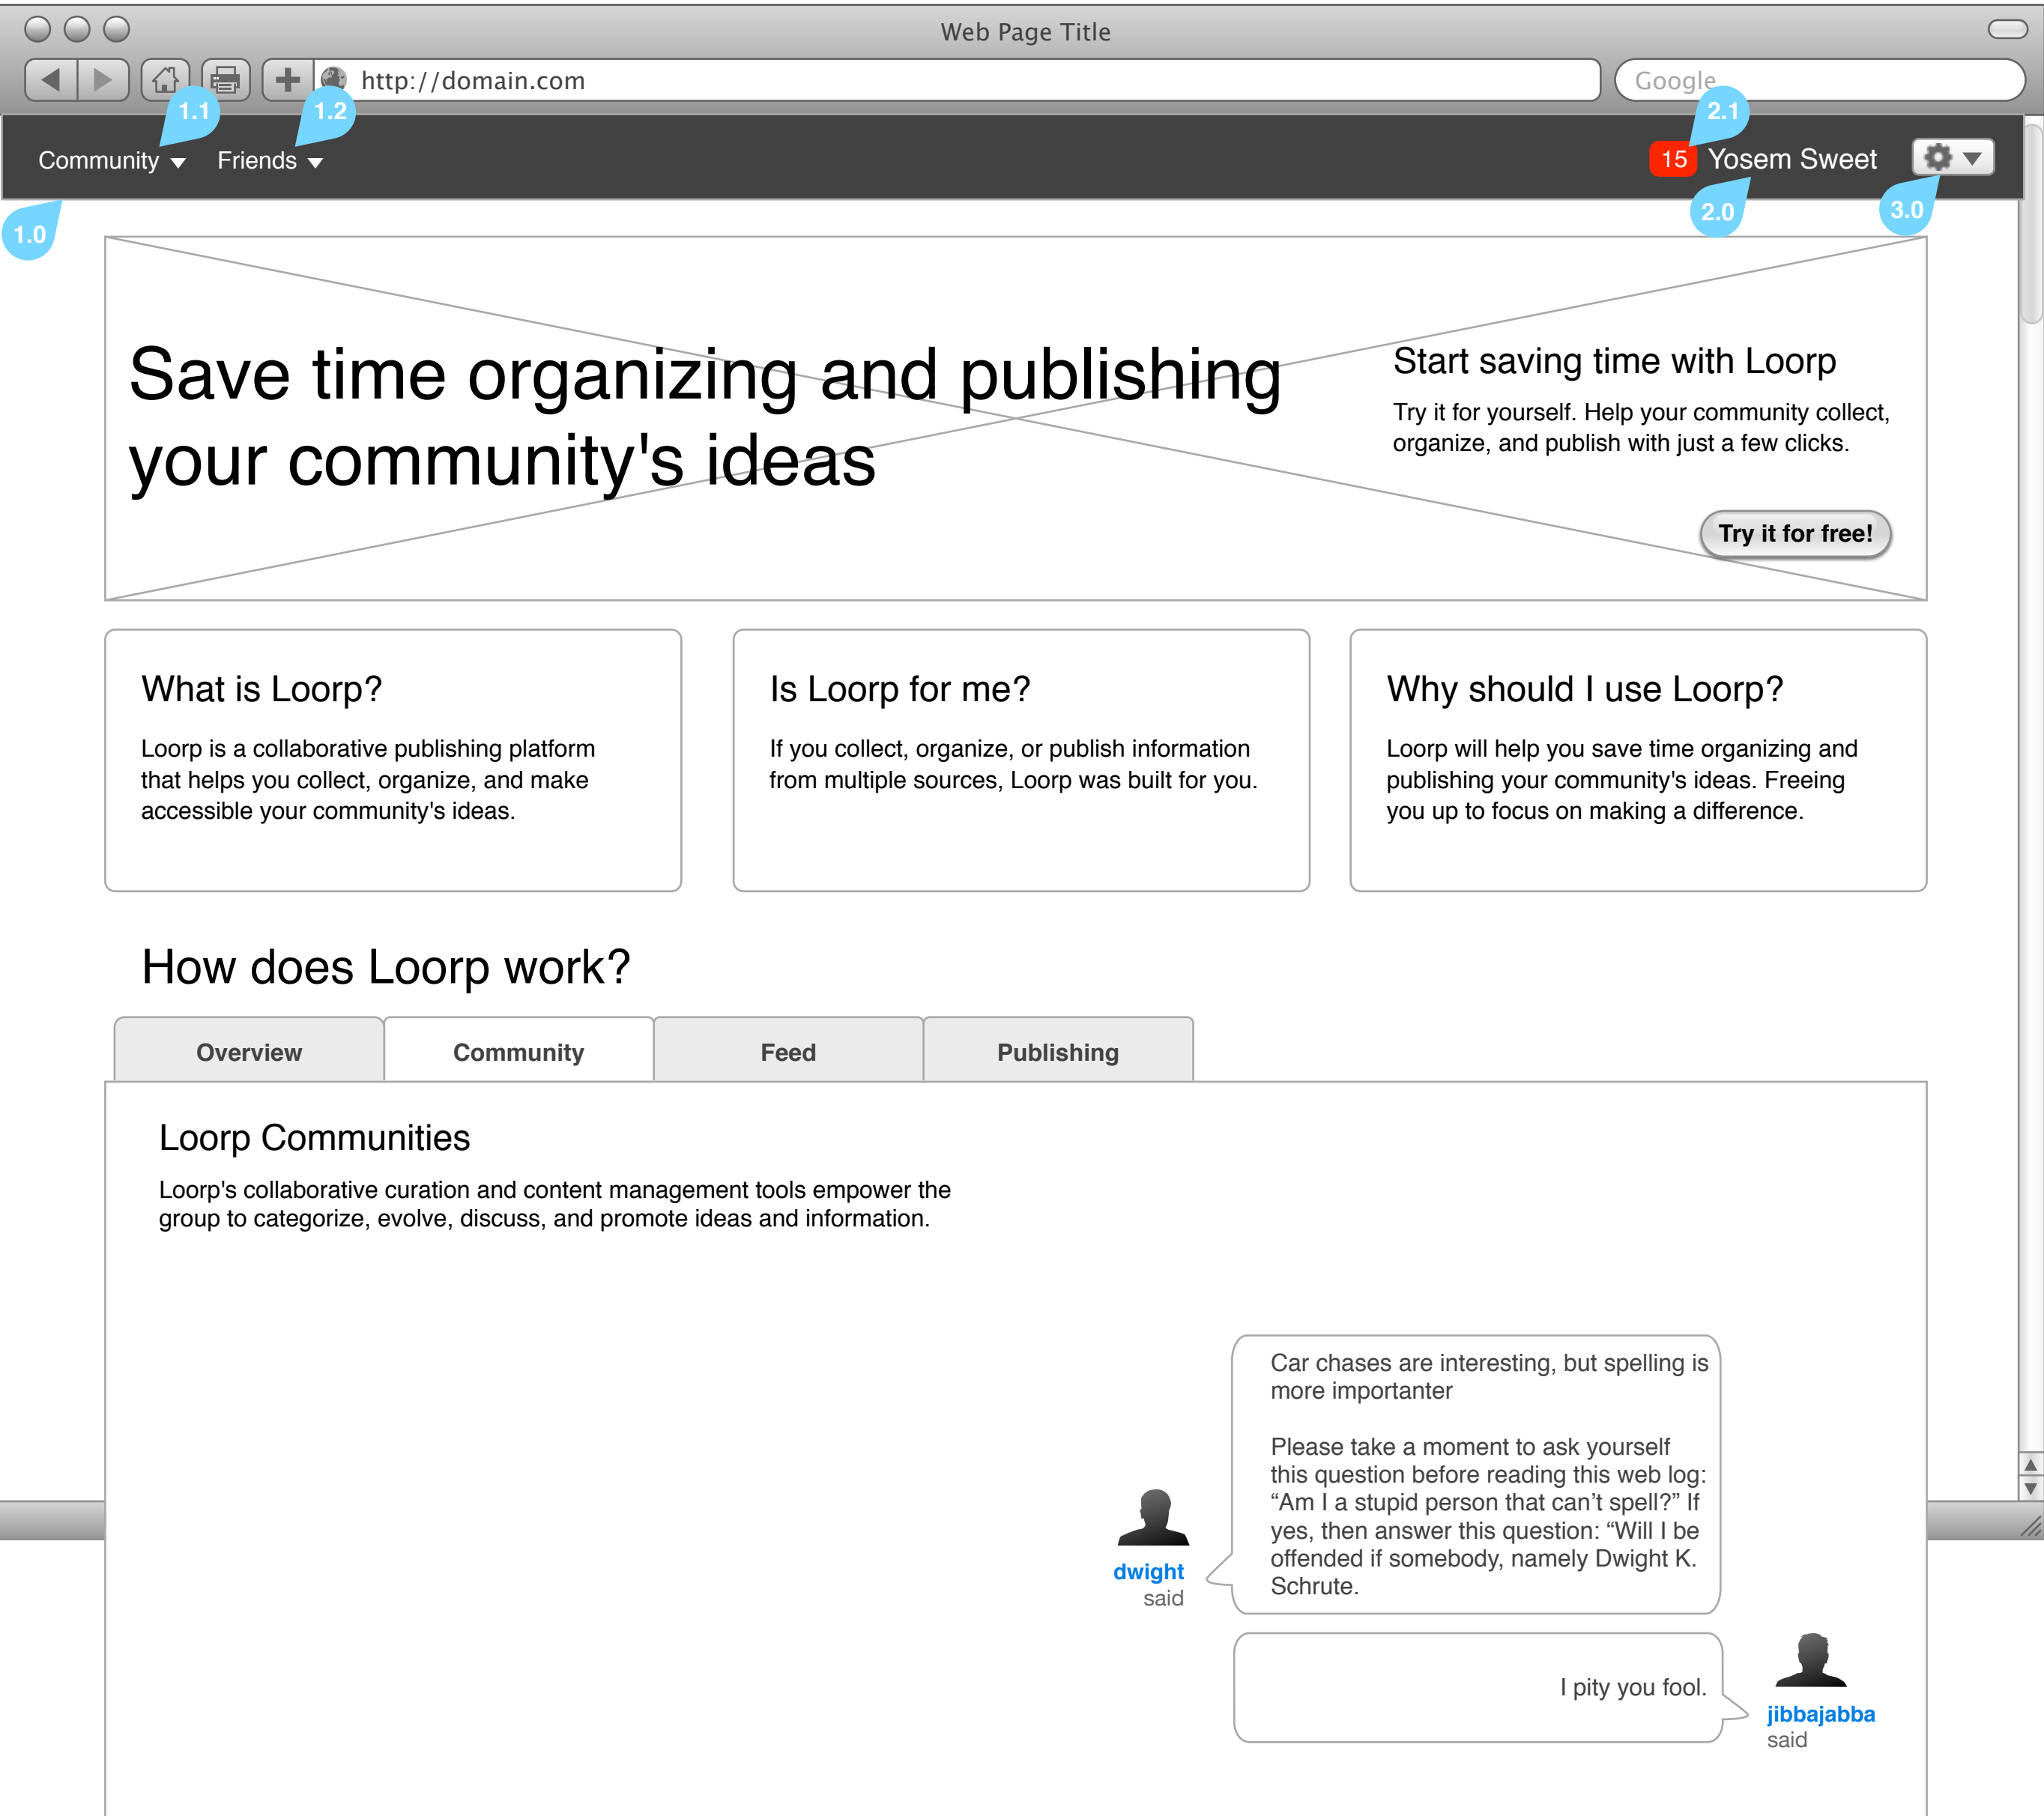 Web Page Title
http://domain.com
Google
1.1
1.2
2.1
Community
Friends
15
Yosem Sweet
1.0
2.0
3.0
Save time organizing and publishing
your community's ideas
Start saving time with Loorp
Try it for yourself. Help your community collect,
organize, and publish with just a few clicks.
Try it for free!
What is Loorp?
Loorp is a collaborative publishing platform
that helps you collect, organize, and make
accessible your community's ideas.
Is Loorp for me?
If you collect, organize, or publish information
from multiple sources, Loorp was built for you.
Why should I use Loorp?
Loorp will help you save time organizing and
publishing your community's ideas. Freeing
you up to focus on making a difference.
How does Loorp work?
Overview
Community
Feed
Publishing
Loorp Communities
Loorp's collaborative curation and content management tools empower the
group to categorize, evolve, discuss, and promote ideas and information.
Car chases are interesting, but spelling is
more importanter
Please take a moment to ask yourself
this question before reading this web log:
“Am I a stupid person that can’t spell?” If
yes, then answer this question: “Will I be
offended if somebody, namely Dwight K.
Schrute.
dwight
said
I pity you fool.
jibbajabba
said